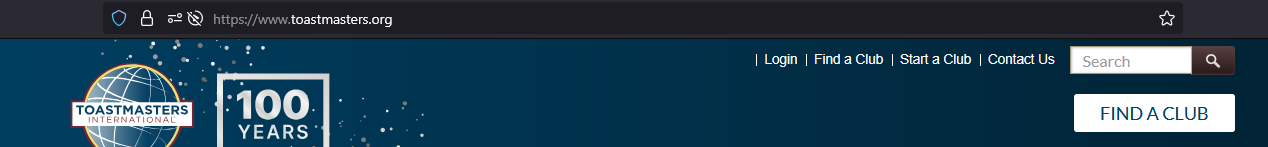 https://www.toastmasters.org
| Login | Find a Club | Start a Club | Contact Us
Search
TOASTMASTERS
INTERNATIONAL
100
YEARS
FIND A CLUB